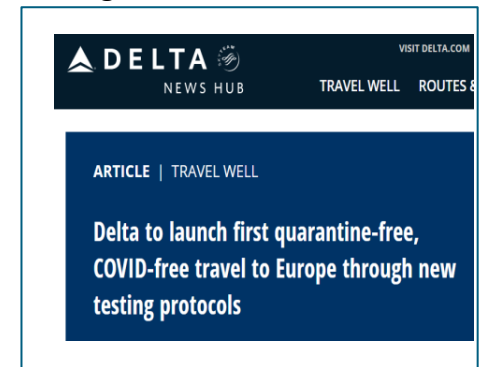 VISIT DELTA.COM
DELTA
NEWS HUB
TRAVEL WELL ROUTES &
ARTICLE | TRAVEL WELL
Delta to launch first quarantine-free,
COVID-free travel to Europe through new
testing protocols